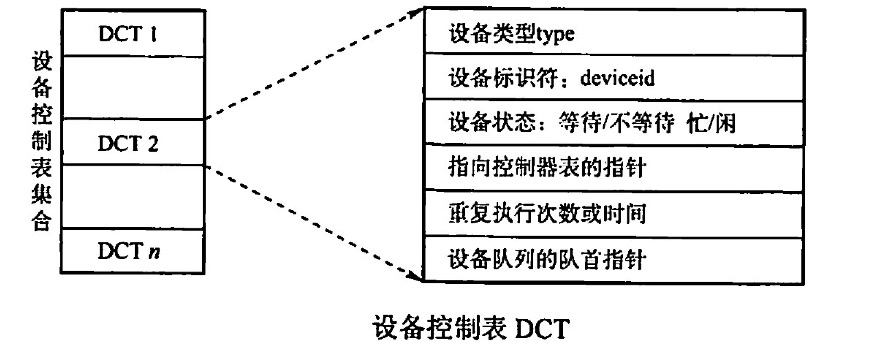 设备控制表集合
DCT 1
DCT 2
DCT n
设备类型type
设备标识符：deviceid
设备状态：等待/不等待 忙/闲
指向控制器表的指针
重复执行次数或时间
设备队列的队首指针
设备控制表 DCT